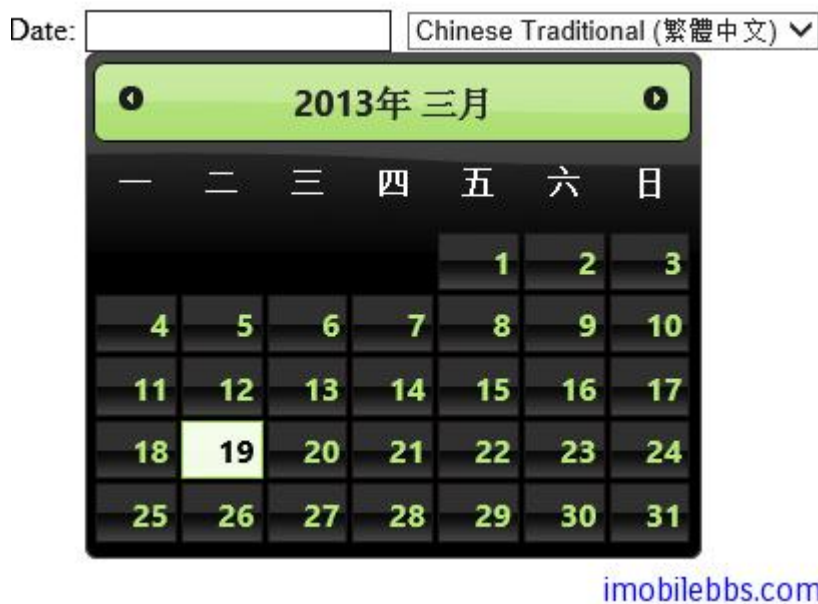 Date: Chinese Traditional (繁體中文)
2013年 三月
一 二 三 四 五 六 日
1 2 3
4 5 6 7 8 9 10
11 12 13 14 15 16 17
18 19 20 21 22 23 24
25 26 27 28 29 30 31
imobilebbs.com